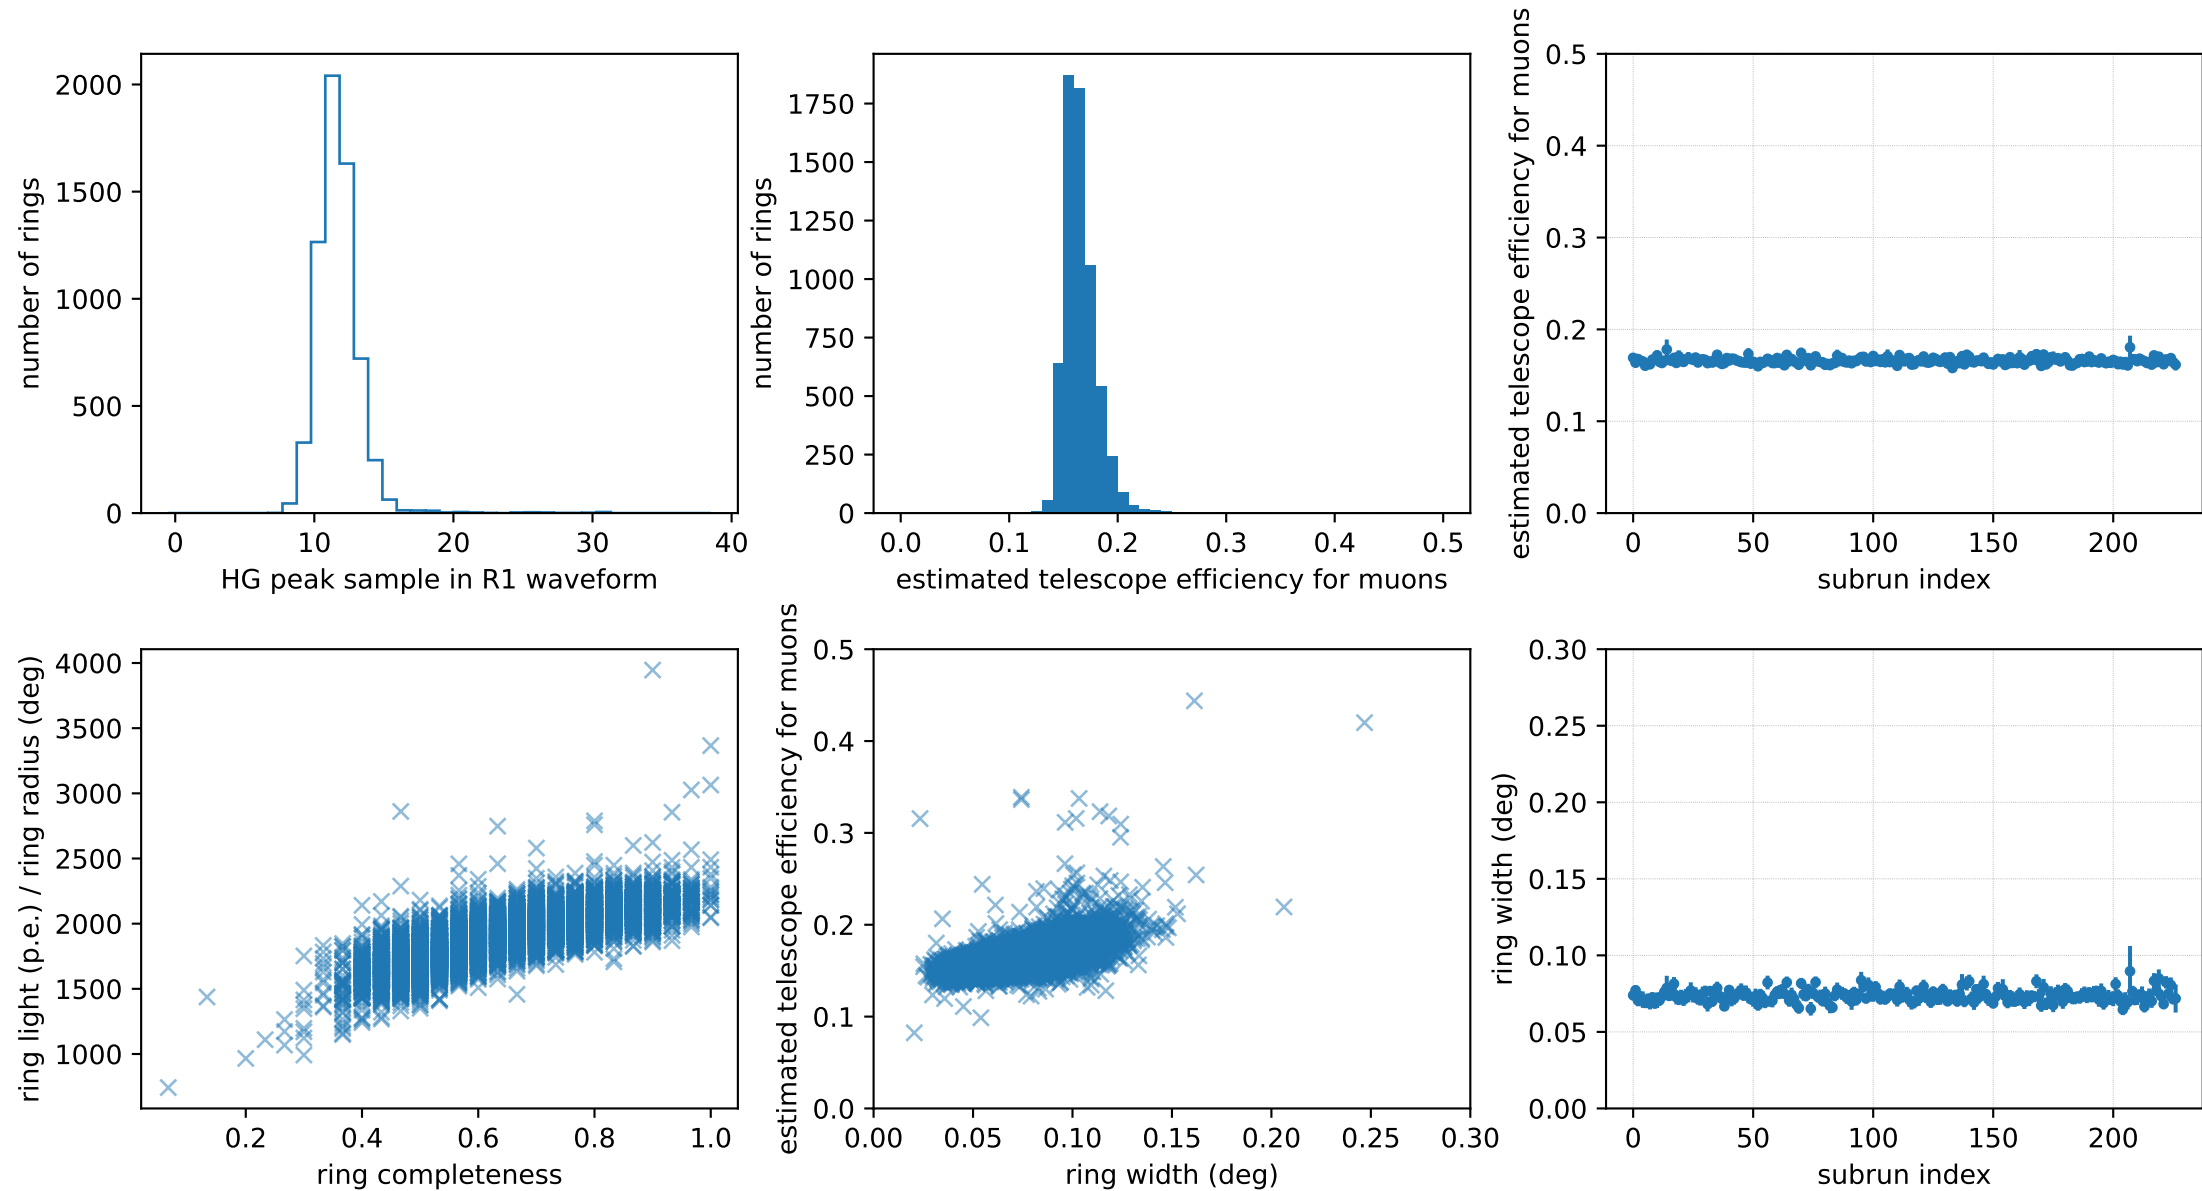 number of rings
2000
1500
1000
500
0
0 10 20 30 40
HG peak sample in R1 waveform
number of rings
1750
1500
1250
1000
750
500
250
0
0.0 0.1 0.2 0.3 0.4 0.5
estimated telescope efficiency for muons
estimated telescope efficiency for muons
0.5
0.4
0.3
0.2
0.1
0.0
0 50 100 150 200
subrun index
ring light (p.e.) / ring radius (deg)
4000
3500
3000
2500
2000
1500
1000
0.2 0.4 0.6 0.8 1.0
ring completeness
estimated telescope efficiency for muons
0.5
0.4
0.3
0.2
0.1
0.0
0.00 0.05 0.10 0.15 0.20 0.25 0.30
ring width (deg)
ring width (deg)
0.30
0.25
0.20
0.15
0.10
0.05
0.00
0 50 100 150 200
subrun index